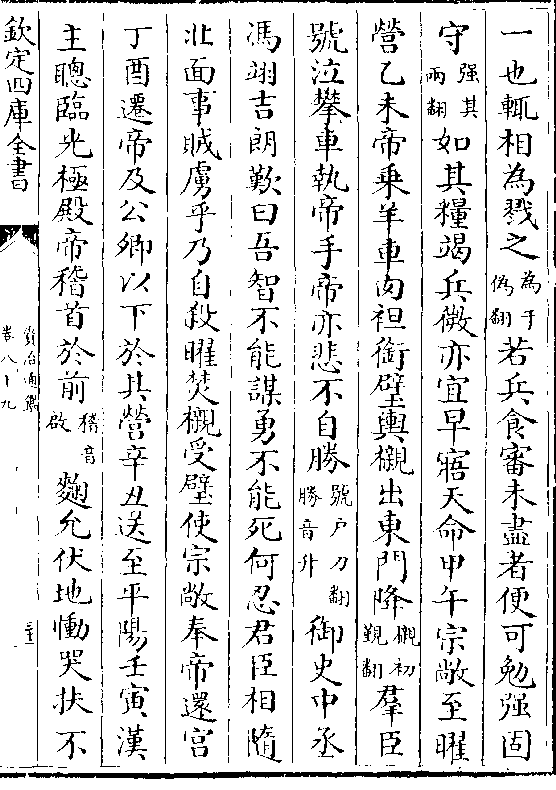 一也輒相為戮之為于偽翻若兵食審未盡者便可勉强固
守强其兩翻如其糧竭兵微亦宜早寤天命甲午宗敞至曜
營乙未帝乗羊車肉袒銜璧輿櫬出東門降櫬初覲翻羣臣
號泣攀車執帝手帝亦悲不自勝號户刀翻勝音升御史中丞
馮翊吉朗歎曰吾智不能謀勇不能死何忍君臣相隨
北面事賊虜乎乃自殺曜焚櫬受璧使宗敞奉帝還宫
丁酉遷帝及公卿以下於其營辛丑送至平陽壬寅漢
主聰臨光極殿帝稽首於前稽音啟麴允伏地慟哭扶不
欽定四庫全書
資治通鑑
卷八十九